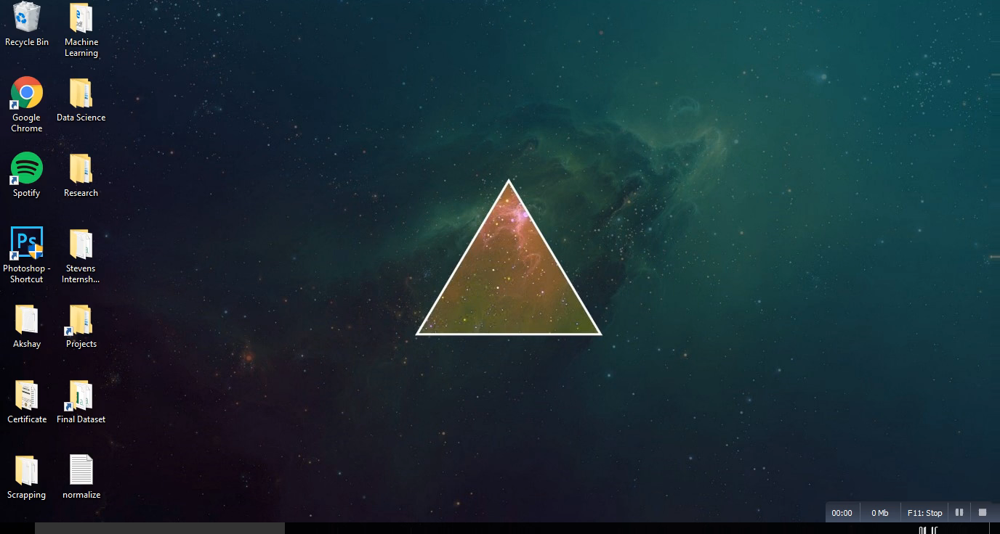 Recycle Bin
Machine
Learning
Google
Chrome
Data Science
Spotify
Research
Ps
Photoshop -
Shortcut
Stevens
Internsh...
Akshay
Projects
Certificate
Final Dataset
Scrapping
normalize
00:00
0 Mb
F11: Stop